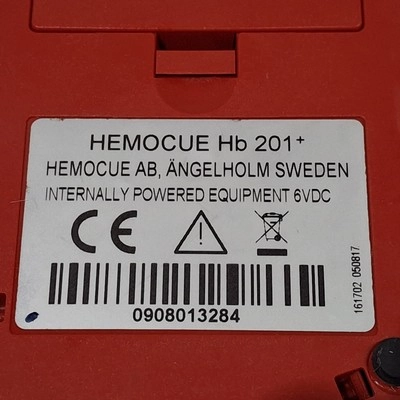 HEMOCUE Hb 201+
HEMOCUE AB, ÄNGELHOLM SWEDEN
INTERNALLY POWERED EQUIPMENT 6VDC
CE
0908013284
161702 050817